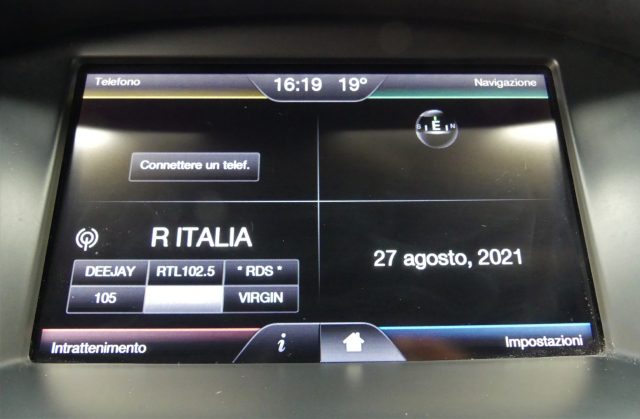 Telefono
16:19 19°
Navigazione
S E N
Connettere un telef.
R ITALIA
DEEJAY RTL102.5 * RDS *
105 VIRGIN
27 agosto, 2021
Intrattenimento
i
Impostazioni